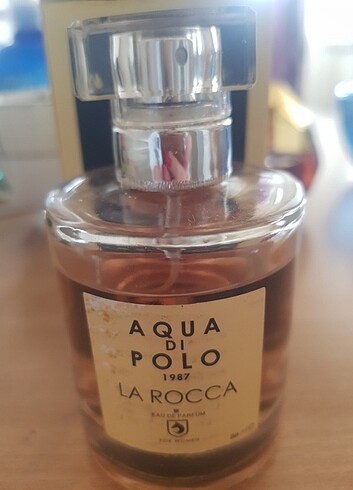 AQUA
DI
POLO
1987
LA ROCCA
EAU DE PARFUM
FOR WOMAN